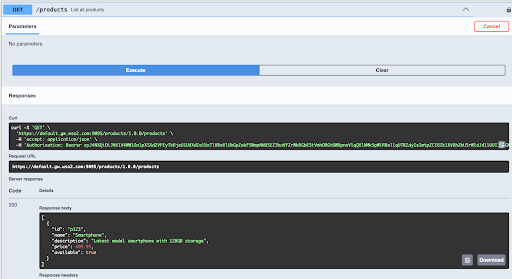 GET /products List all products
Parameters
Cancel
No parameters
Execute
Clear
Responses
Curl
curl -X 'GET' \
'https://default.gw.wso2.com:9095/products/1.0.0/products' \
-H 'accept: application/json' \
-H 'Authorization: Bearer
Request URL
https://default.gw.wso2.com:9095/products/1.0.0/products
Server response
Code Details
200
Response body
[
{
"id": "p123",
"name": "Smartphone",
"description": "Latest model smartphone with 128GB storage",
"price": 699.99,
"available": true
}
]
Download
Response headers